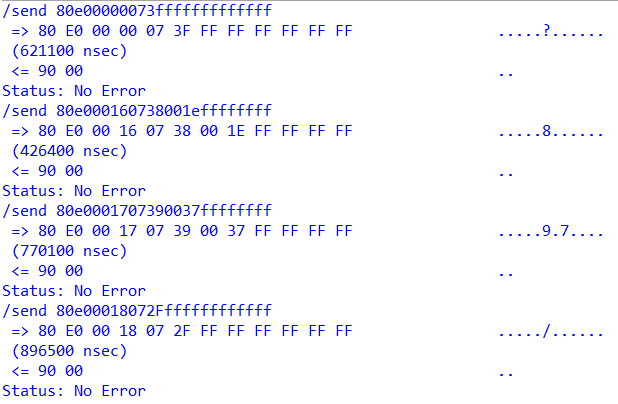 /send 80e00000073fffffffffffff
=> 80 E0 00 00 07 3F FF FF FF FF FF FF .....?......
(621100 nsec)
<= 90 00 ..
Status: No Error
/send 80e000160738001effffffff
=> 80 E0 00 16 07 38 00 1E FF FF FF FF .....8......
(426400 nsec)
<= 90 00 ..
Status: No Error
/send 80e0001707390037ffffffff
=> 80 E0 00 17 07 39 00 37 FF FF FF FF .....9.7....
(770100 nsec)
<= 90 00 ..
Status: No Error
/send 80e00018072Fffffffffffff
=> 80 E0 00 18 07 2F FF FF FF FF FF FF ...../......
(896500 nsec)
<= 90 00 ..
Status: No Error